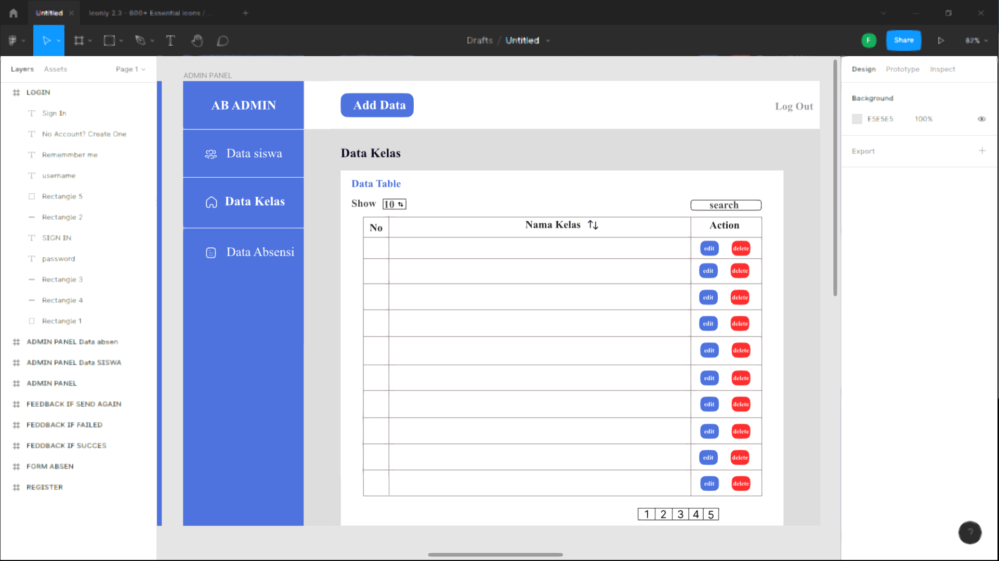 Untitled
Iconly 2.3 - 600+ Essential icons / ...
Drafts / Untitled
F
Share
82%
Layers
Assets
Page 1
LOGIN
Sign In
No Account? Create One
Rememmber me
username
Rectangle 5
Rectangle 2
SIGN IN
password
Rectangle 3
Rectangle 4
Rectangle 1
ADMIN PANEL Data absen
ADMIN PANEL Data SISWA
ADMIN PANEL
FEEDBACK IF SEND AGAIN
FEDDBACK IF FAILED
FEDDBACK IF SUCCES
FORM ABSEN
REGISTER
ADMIN PANEL
AB ADMIN
Data siswa
Data Kelas
Data Absensi
Add Data
Log Out
Data Kelas
Data Table
Show 10
search
No Nama Kelas Action
edit delete
edit delete
edit delete
edit delete
edit delete
edit delete
edit delete
edit delete
edit delete
edit delete
1 2 3 4 5
Design
Prototype
Inspect
Background
E5E5E5 100%
Export
?